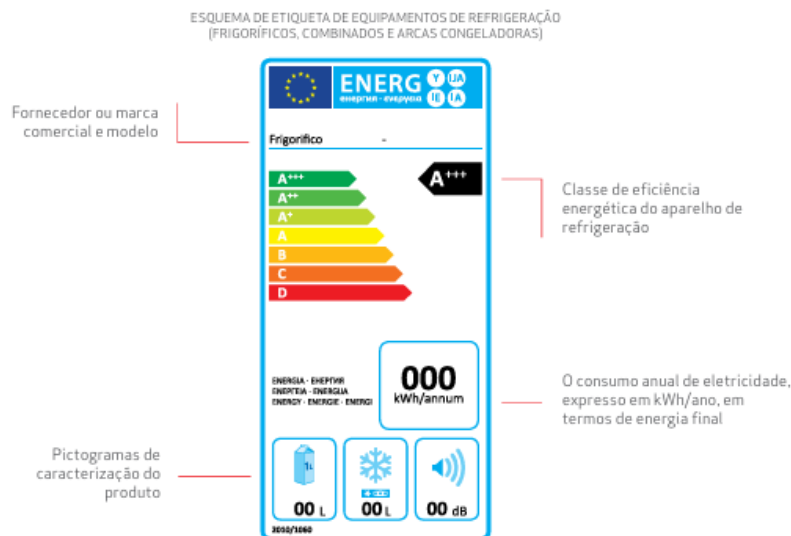 ESQUEMA DE ETIQUETA DE EQUIPAMENTOS DE REFRIGERAÇÃO
(FRIGORÍFICOS, COMBINADOS E ARCAS CONGELADORAS)
ENERG
Y IJA
IE IA
енергия · ενεργεια
Fornecedor ou marca
comercial e modelo
Frigorífico -
A+++
A+++
A++
A+
A
B
C
D
Classe de eficiência
energética do aparelho de
refrigeração
ENERGIA · ЕНЕРГИЯ
ΕΝΕΡΓΕΙΑ · ENERGIJA
ENERGY · ENERGIE · ENERGI
000
kWh/annum
O consumo anual de eletricidade,
expresso em kWh/ano, em
termos de energia final
Pictogramas de
caracterização do
produto
1L
00 L
00 L
00 dB
2010/1060